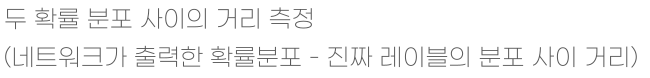 두 확률 분포 사이의 거리 측정
(네트워크가 출력한 확률분포 - 진짜 레이블의 분포 사이 거리)